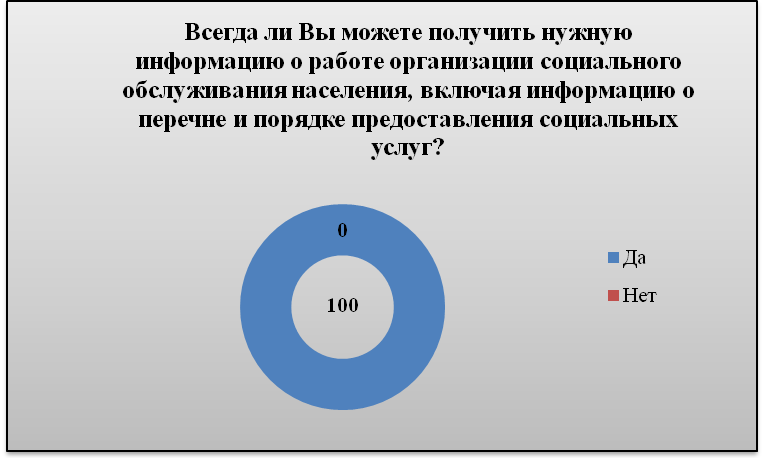 Всегда ли Вы можете получить нужную
информацию о работе организации социального
обслуживания населения, включая информацию о
перечне и порядке предоставления социальных
услуг?
0
100
Да
Нет